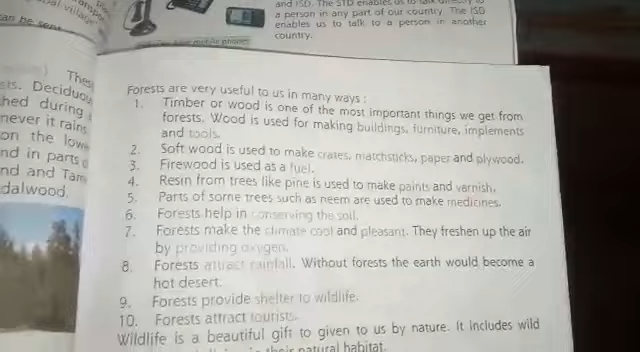 and ISD. The STD enables us to talk directly to
a person in any part of our country. The ISD
enables us to talk to a person in another
country.
can be sent
mobile phones
These
sts. Deciduous
hed during
never it rains
on the lowe
nd in parts o
nd and Tam
dalwood.
Forests are very useful to us in many ways :
1. Timber or wood is one of the most important things we get from
forests. Wood is used for making buildings, furniture, implements
and tools.
2. Soft wood is used to make crates, matchsticks, paper and plywood.
3. Firewood is used as a fuel.
4. Resin from trees like pine is used to make paints and varnish.
5. Parts of some trees such as neem are used to make medicines.
6. Forests help in conserving the soil.
7. Forests make the climate cool and pleasant. They freshen up the air
by providing oxygen.
8. Forests attract rainfall. Without forests the earth would become a
hot desert.
9. Forests provide shelter to wildlife.
10. Forests attract tourists.
Wildlife is a beautiful gift to given to us by nature. It includes wild
their natural habitat.